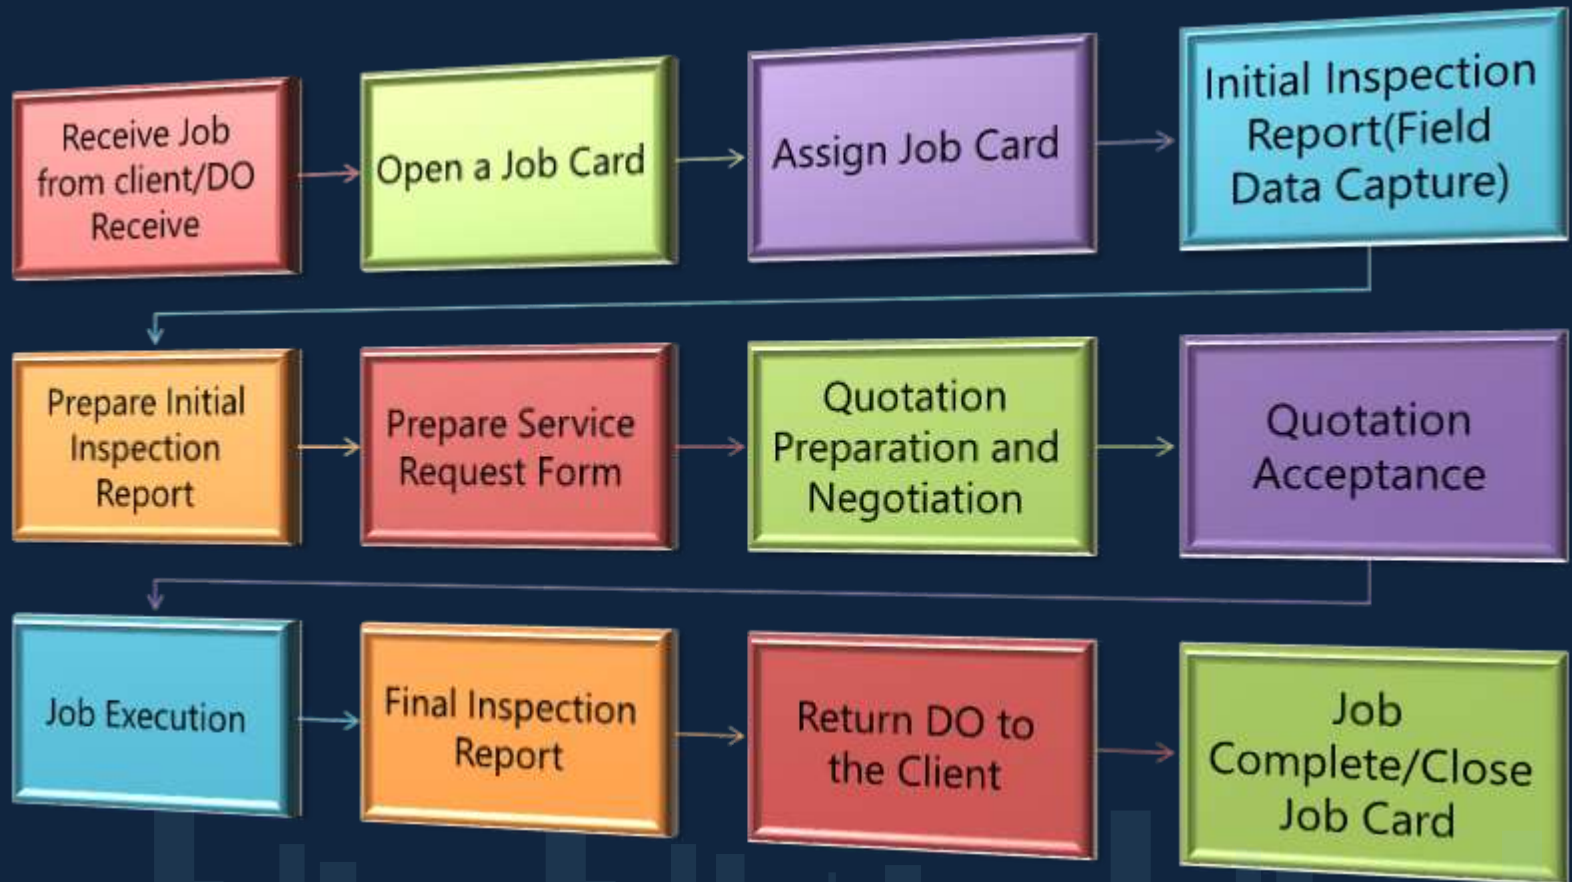 Receive Job
from client/DO
Receive
Open a Job Card
Assign Job Card
Initial Inspection
Report(Field
Data Capture)
Prepare Initial
Inspection
Report
Prepare Service
Request Form
Quotation
Preparation and
Negotiation
Quotation
Acceptance
Job Execution
Final Inspection
Report
Return DO to
the Client
Job
Complete/Close
Job Card